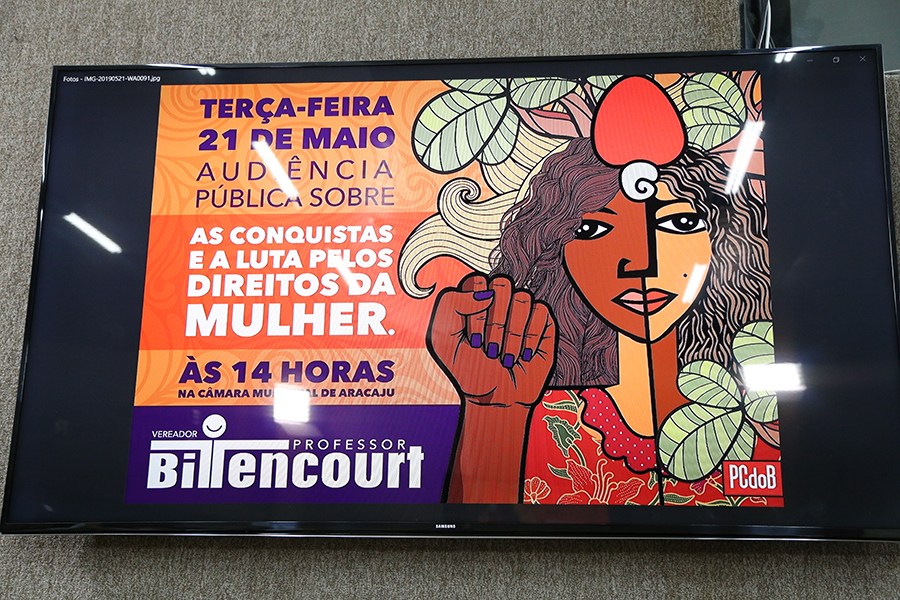 Fotos - IMG-20190521-WA0091.jpg
TERÇA-FEIRA
21 DE MAIO
AUDIÊNCIA
PÚBLICA SOBRE
AS CONQUISTAS
E A LUTA PELOS
DIREITOS DA
MULHER.
ÀS 14 HORAS
NA CÂMARA MUNICIPAL DE ARACAJU
VEREADOR
PROFESSOR
Bittencourt
PCdoB
SAMSUNG